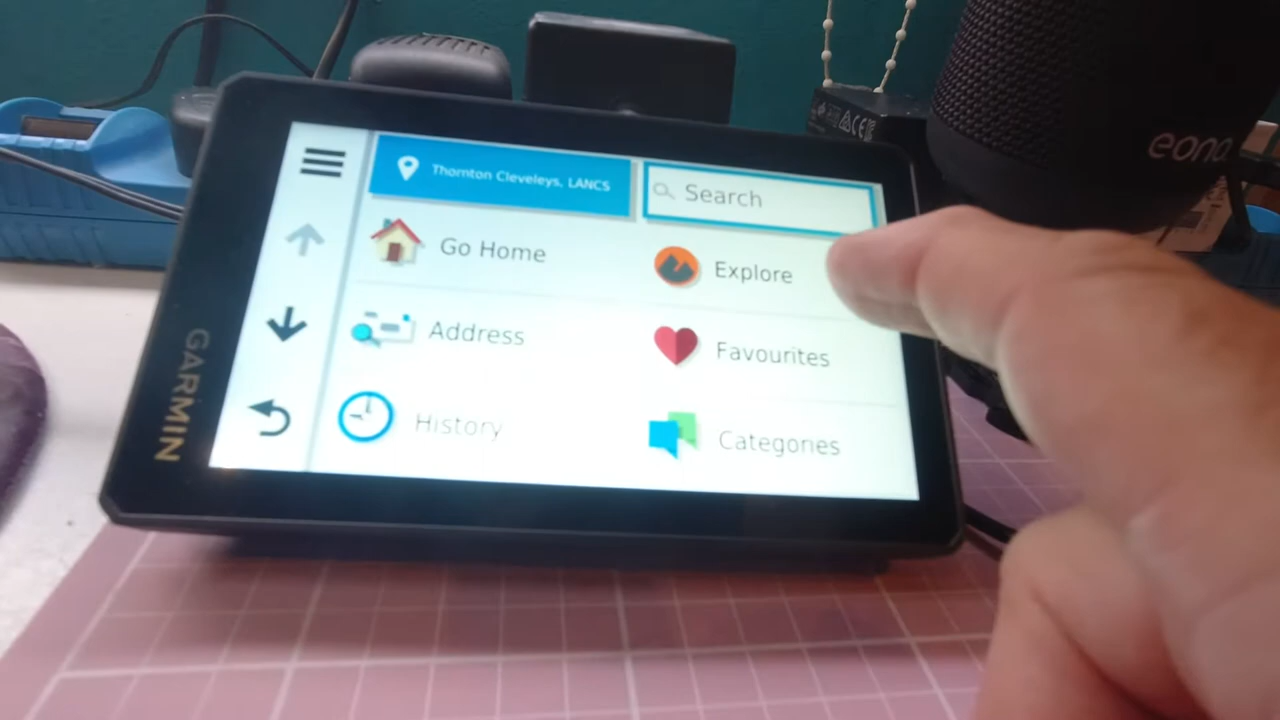 Thornton Cleveleys, LANCS
Search
Go Home
Explore
Address
Favourites
History
Categories
GARMIN
eono